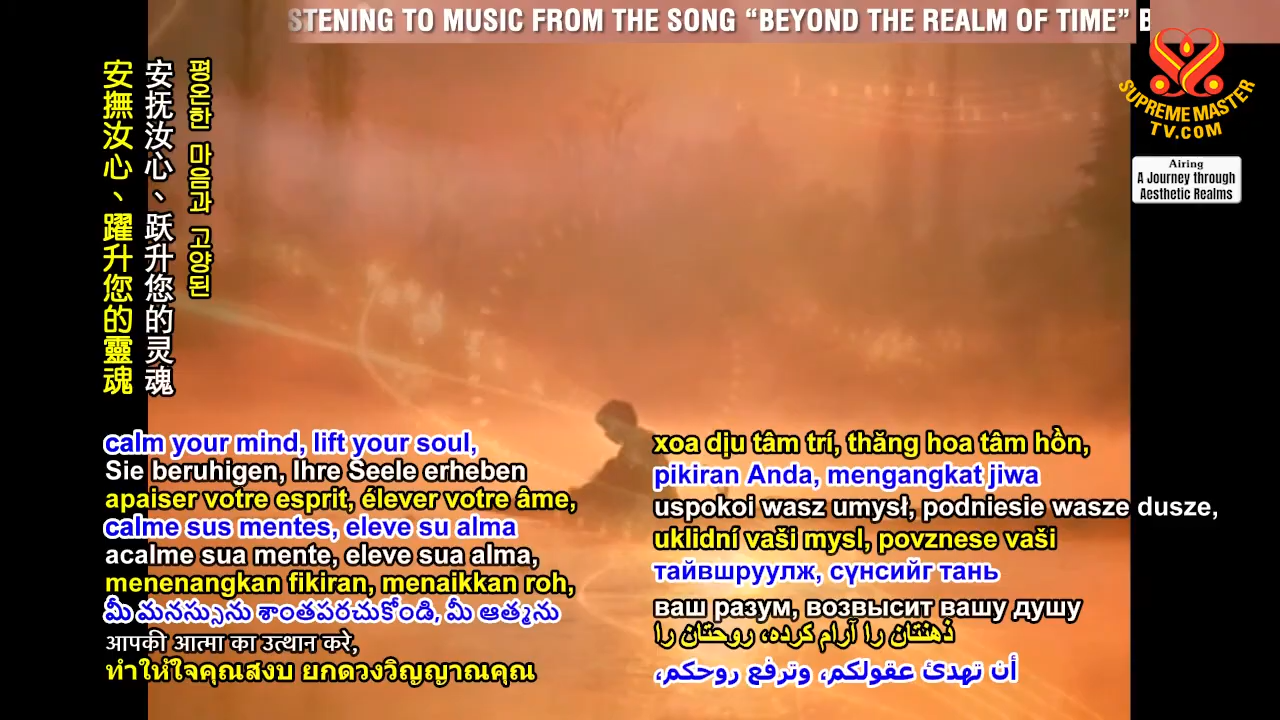 STENING TO MUSIC FROM THE SONG “BEYOND THE REALM OF TIME”
SUPREME MASTER
TV.COM
Airing
A Journey through
Aesthetic Realms
安撫汝心、躍升您的靈魂
安抚汝心、跃升您的灵魂
평온한 마음과 고양된
calm your mind, lift your soul,
Sie beruhigen, Ihre Seele erheben
apaiser votre esprit, élever votre âme,
calme sus mentes, eleve su alma
acalme sua mente, eleve sua alma,
menenangkan fikiran, menaikkan roh,
మీ మనస్సును శాంతపరచుకోండి, మీ ఆత్మను
आपकी आत्मा का उत्थान करे,
ทำให้ใจคุณสงบ ยกดวงวิญญาณคุณ
xoa dịu tâm trí, thăng hoa tâm hồn,
pikiran Anda, mengangkat jiwa
uspokoi wasz umysł, podniesie wasze dusze,
uklidní vaši mysl, povznese vaši
тайвшруулж, сүнсийг тань
ваш разум, возвысит вашу душу
ذهنتان را آرام کرده، روحتان را
أن تهدئ عقولكم، وترفع روحكم،